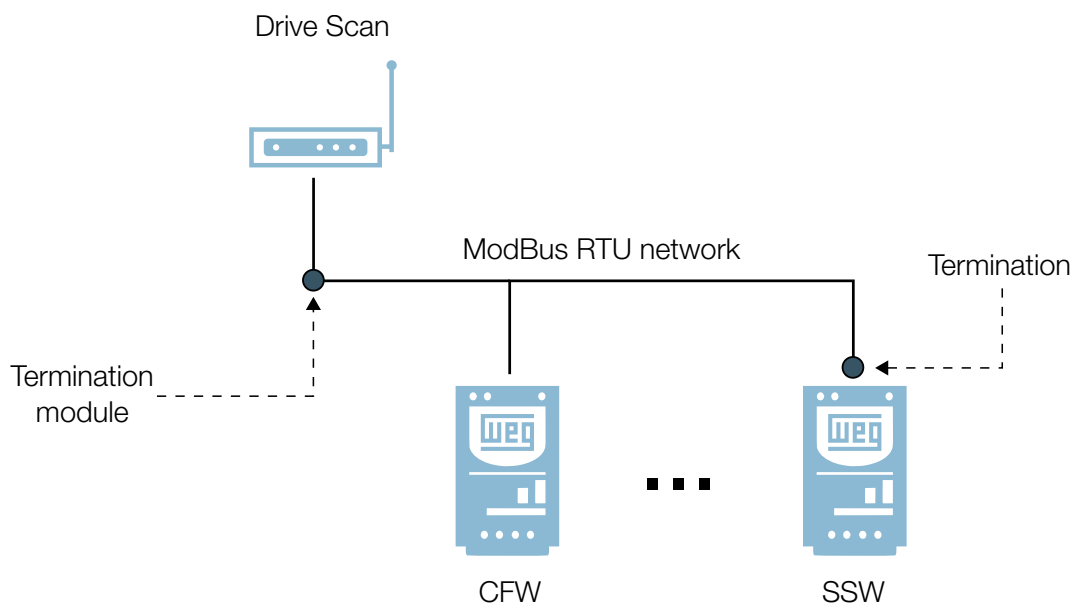 Drive Scan
ModBus RTU network
Termination
Termination
module
weg
weg
CFW
SSW